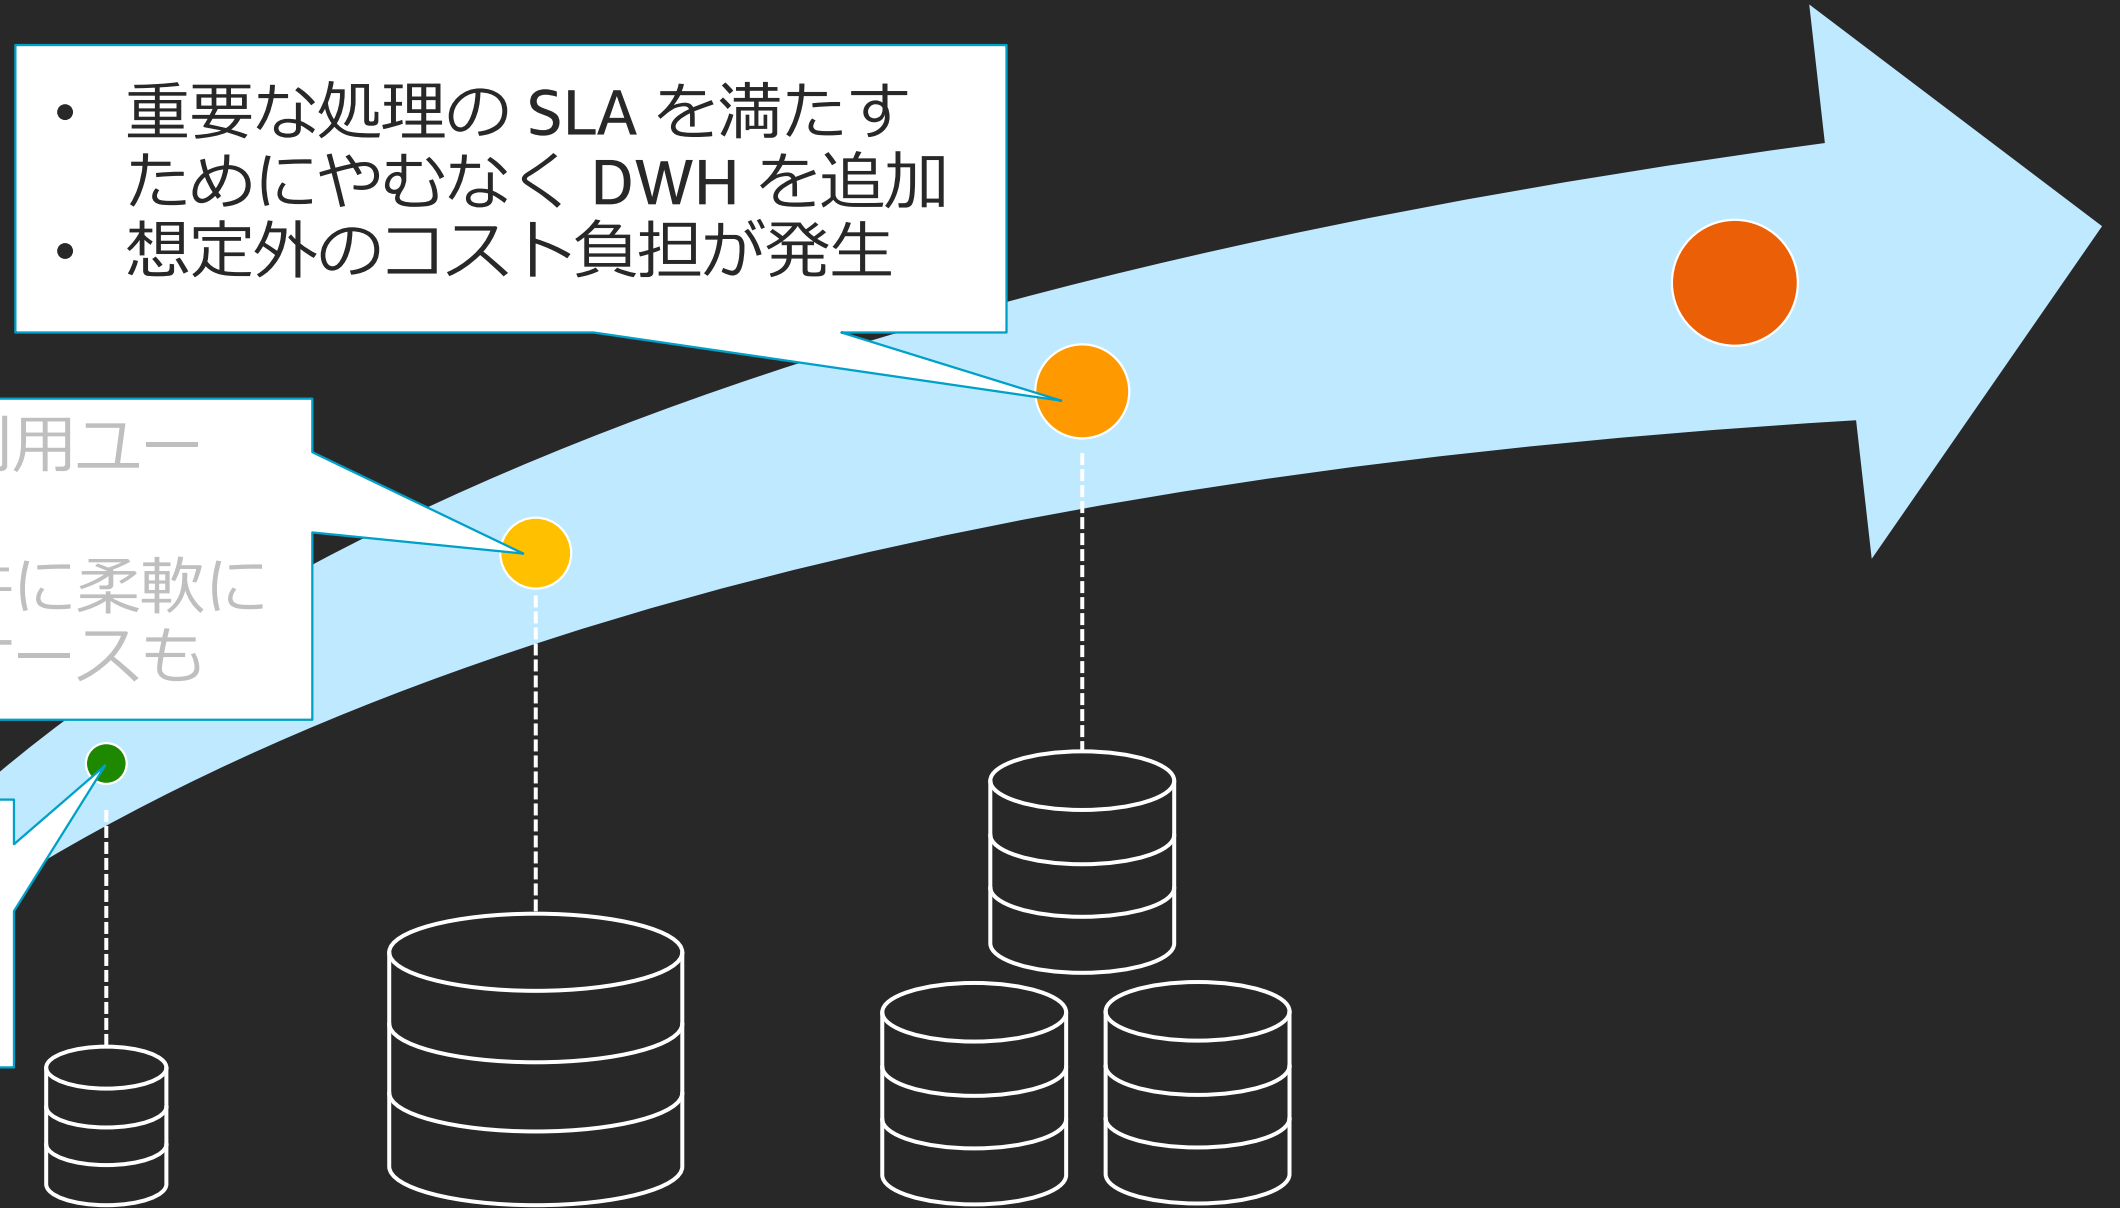 • 重要な処理の SLA を満たす
ためにやむなく DWH を追加
• 想定外のコスト負担が発生
用ユー
に柔軟に
ースも